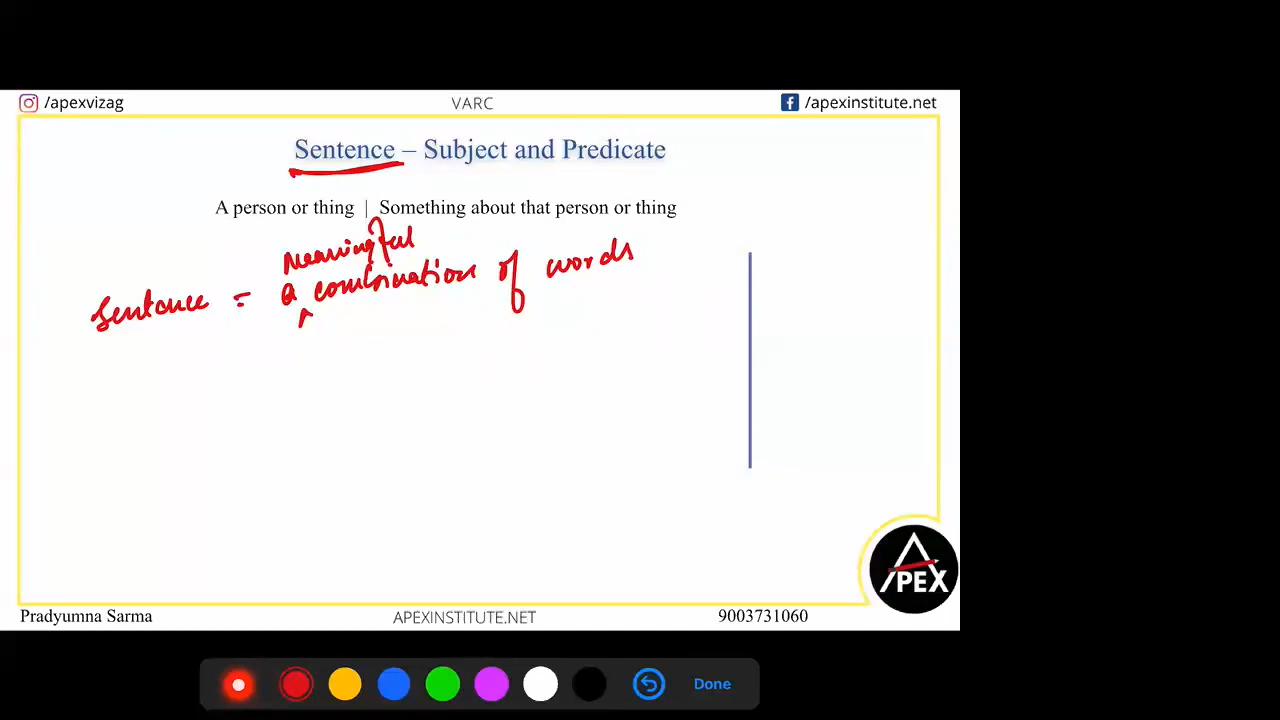 /apexvizag VARC /apexinstitute.net
Sentence – Subject and Predicate
A person or thing | Something about that person or thing
meaningful
Sentence = a combination of words
APEX
Pradyumna Sarma APEXINSTITUTE.NET 9003731060
Done